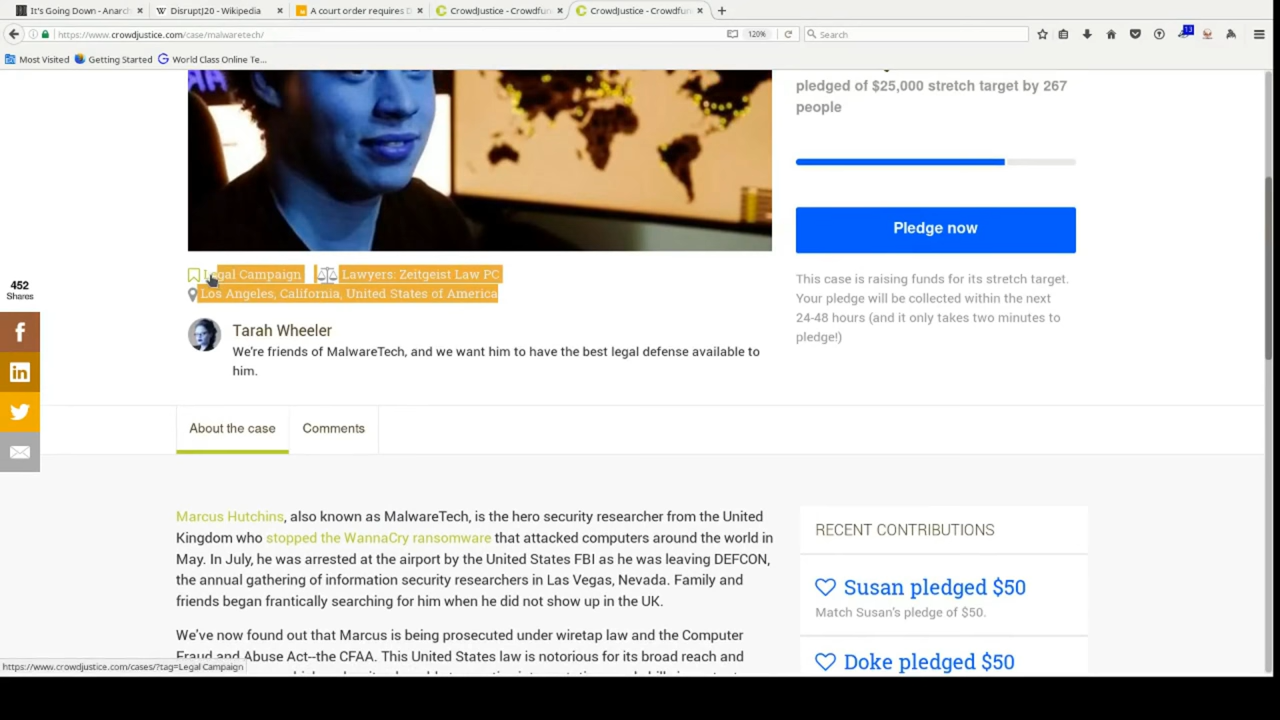 It's Going Down - Anarc
DisruptJ20 - Wikipedia
A court order requires D
CrowdJustice - Crowdfun
CrowdJustice - Crowdfun
https://www.crowdjustice.com/case/malwaretech/
120%
Search
13
Most Visited
Getting Started
World Class Online Te...
pledged of $25,000 stretch target by 267
people
Pledge now
Legal Campaign
Lawyers: Zeitgeist Law PC
Los Angeles, California, United States of America
This case is raising funds for its stretch target.
Your pledge will be collected within the next
24-48 hours (and it only takes two minutes to
pledge!)
452
Shares
Tarah Wheeler
We're friends of MalwareTech, and we want him to have the best legal defense available to
him.
About the case
Comments
Marcus Hutchins, also known as MalwareTech, is the hero security researcher from the United
Kingdom who stopped the WannaCry ransomware that attacked computers around the world in
May. In July, he was arrested at the airport by the United States FBI as he was leaving DEFCON,
the annual gathering of information security researchers in Las Vegas, Nevada. Family and
friends began frantically searching for him when he did not show up in the UK.
We've now found out that Marcus is being prosecuted under wiretap law and the Computer
Fraud and Abuse Act--the CFAA. This United States law is notorious for its broad reach and
RECENT CONTRIBUTIONS
Susan pledged $50
Match Susan's pledge of $50.
Doke pledged $50
https://www.crowdjustice.com/cases/?tag=Legal Campaign